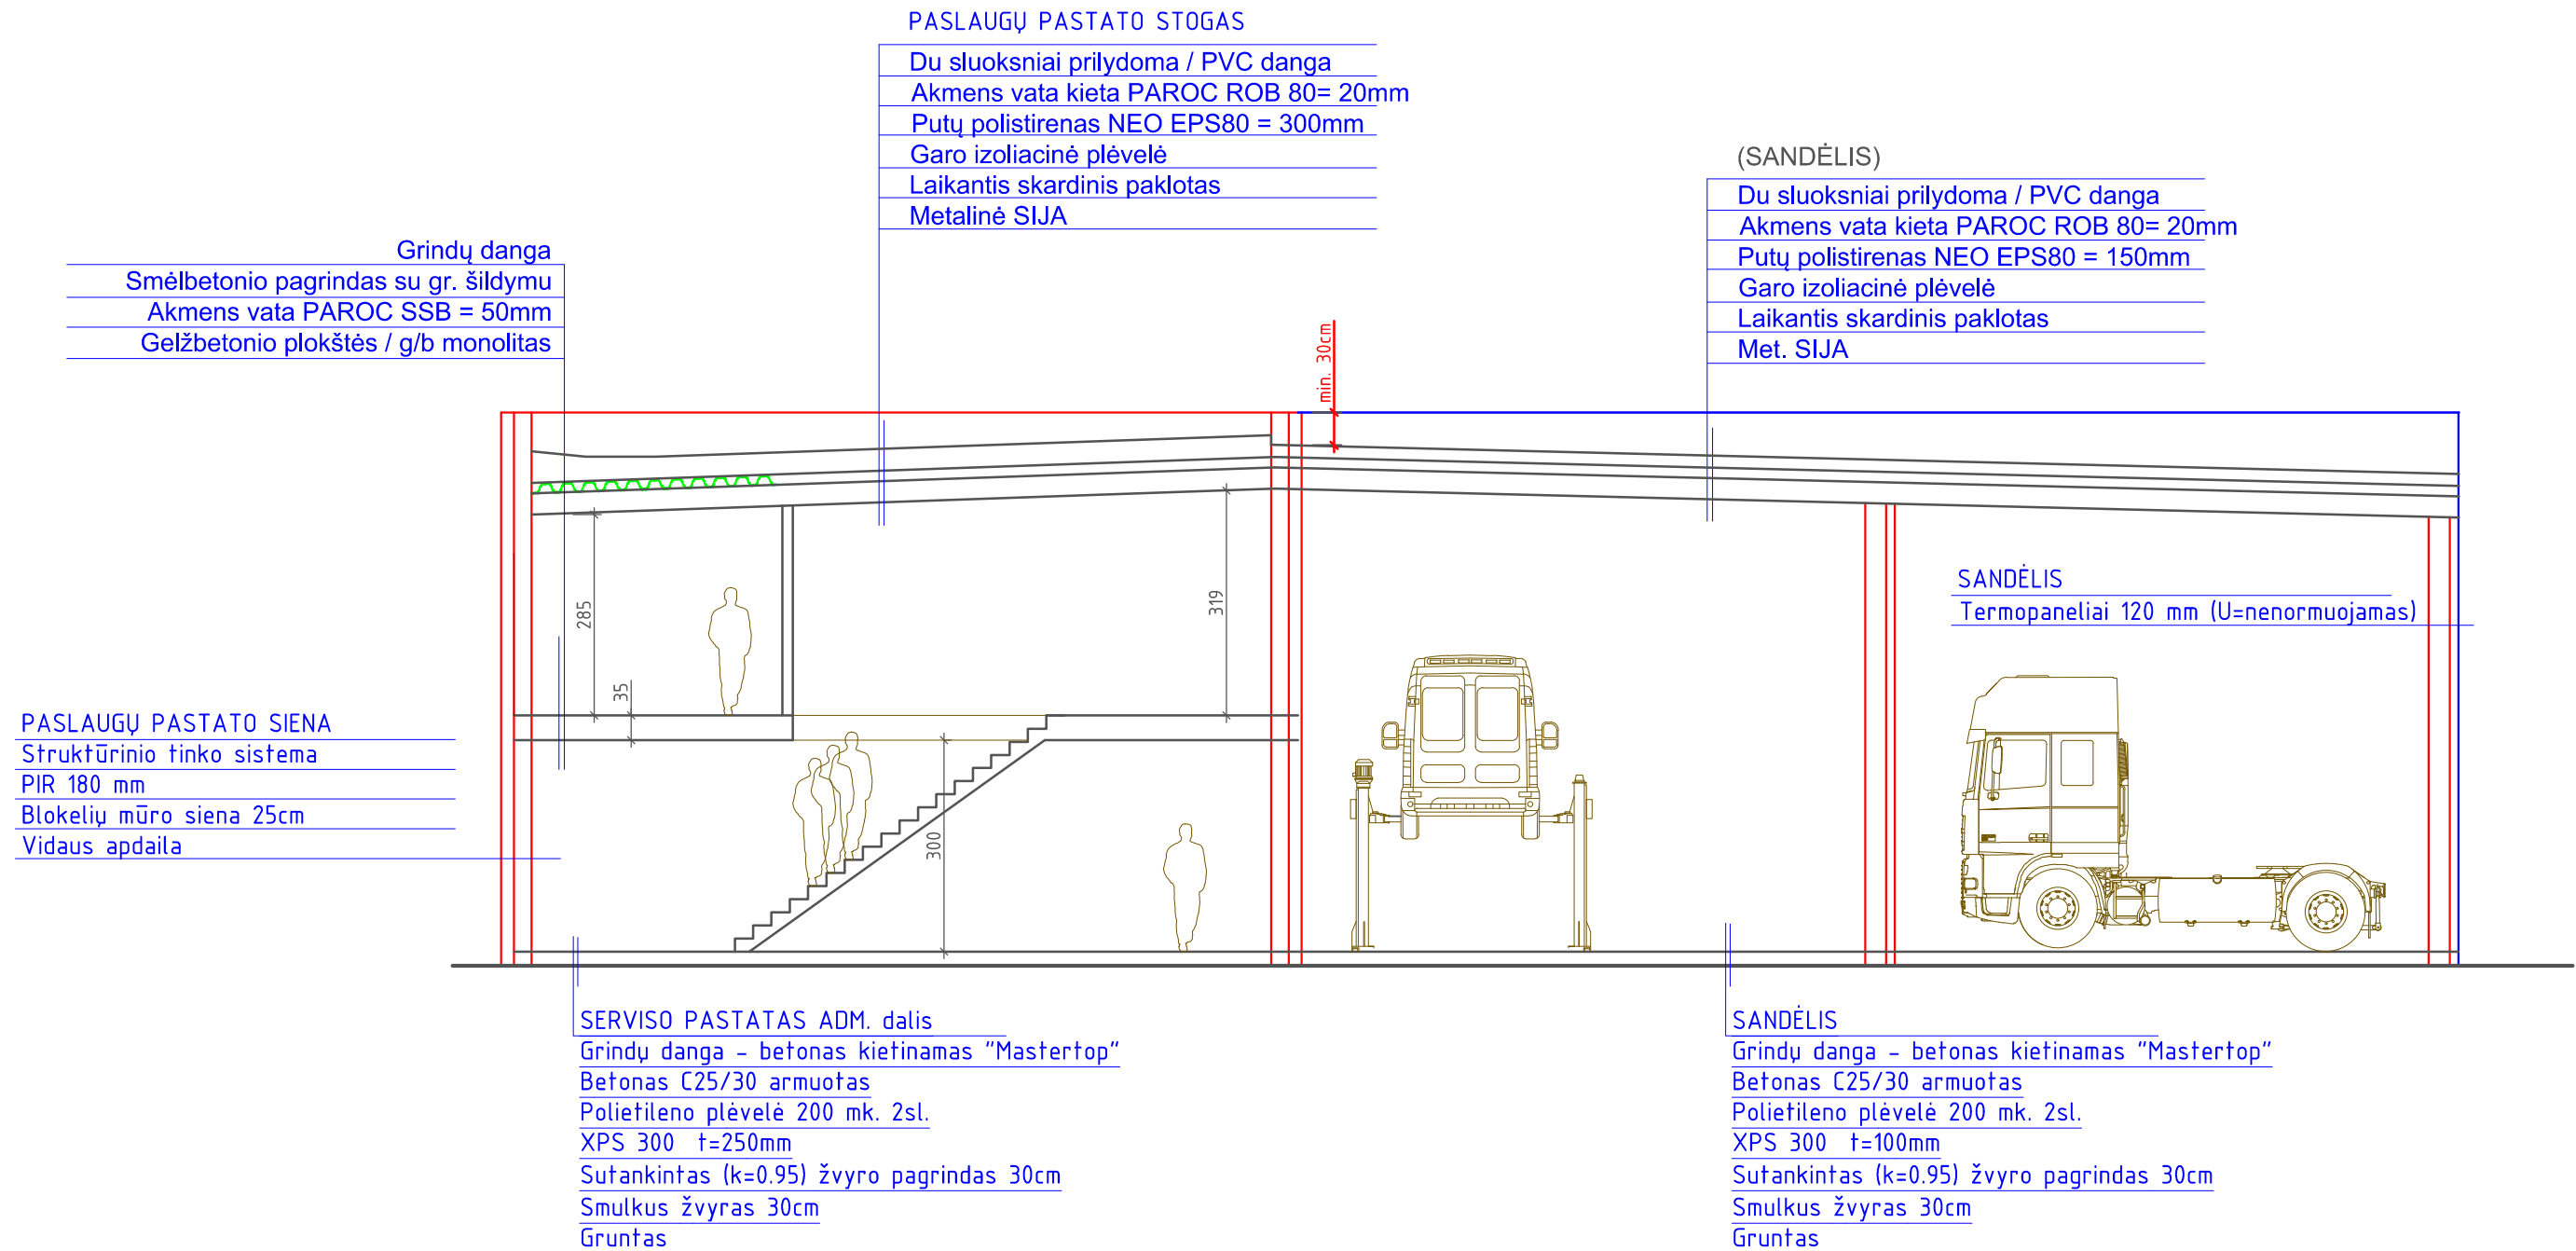 PASLAUGŲ PASTATO STOGAS
Du sluoksniai prilydoma / PVC danga
Akmens vata kieta PAROC ROB 80= 20mm
Putų polistirenas NEO EPS80 = 300mm
Garo izoliacinė plėvelė
Laikantis skardinis paklotas
Metalinė SIJA
(SANDĖLIS)
Du sluoksniai prilydoma / PVC danga
Akmens vata kieta PAROC ROB 80= 20mm
Putų polistirenas NEO EPS80 = 150mm
Garo izoliacinė plėvelė
Laikantis skardinis paklotas
Met. SIJA
Grindų danga
Smėlbetonio pagrindas su gr. šildymu
Akmens vata PAROC SSB = 50mm
Gelžbetonio plokštės / g/b monolitas
min. 30cm
285
319
35
300
SANDĖLIS
Termopaneliai 120 mm (U=nenormuojamas)
PASLAUGŲ PASTATO SIENA
Struktūrinio tinko sistema
PIR 180 mm
Blokelių mūro siena 25cm
Vidaus apdaila
SERVISO PASTATAS ADM. dalis
Grindų danga - betonas kietinamas "Mastertop"
Betonas C25/30 armuotas
Polietileno plėvelė 200 mk. 2sl.
XPS 300 t=250mm
Sutankintas (k=0.95) žvyro pagrindas 30cm
Smulkus žvyras 30cm
Gruntas
SANDĖLIS
Grindų danga - betonas kietinamas "Mastertop"
Betonas C25/30 armuotas
Polietileno plėvelė 200 mk. 2sl.
XPS 300 t=100mm
Sutankintas (k=0.95) žvyro pagrindas 30cm
Smulkus žvyras 30cm
Gruntas